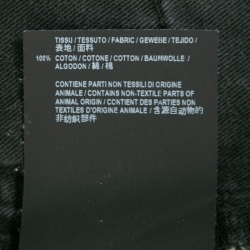 TISSU / TESSUTO / FABRIC / GEWEBE / TEJIDO /
表地 / 面料
100% COTON / COTONE / COTTON / BAUMWOLLE /
ALGODON / 綿 / 棉
CONTIENE PARTI NON TESSILI DI ORIGINE
ANIMALE / CONTAINS NON-TEXTILE PARTS OF
ANIMAL ORIGIN / CONTIENT DES PARTIES NON
TEXTILES D'ORIGINE ANIMALE / 含源自动物的
非纺织部分